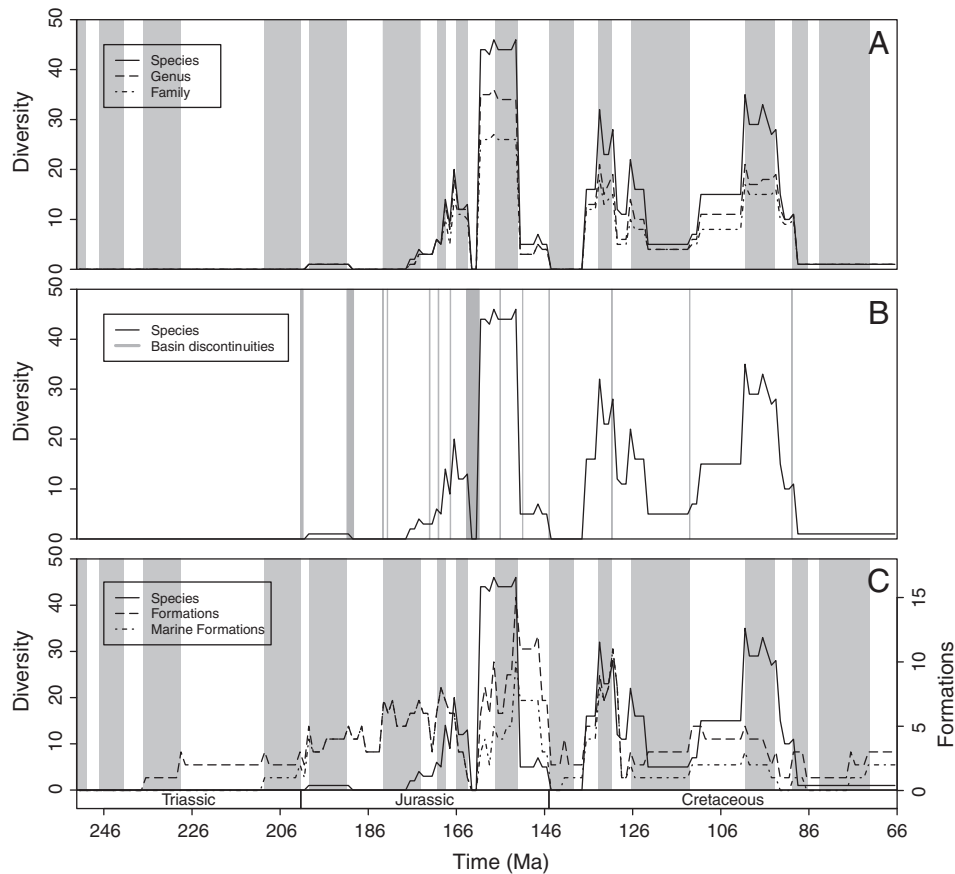 A
50
40
30
20
10
0
Diversity
Species
Genus
Family
B
50
40
30
20
10
0
Diversity
Species
Basin discontinuities
C
50
40
30
20
10
0
Diversity
Species
Formations
Marine Formations
15
10
5
0
Formations
Triassic Jurassic Cretaceous
246 226 206 186 166 146 126 106 86 66
Time (Ma)